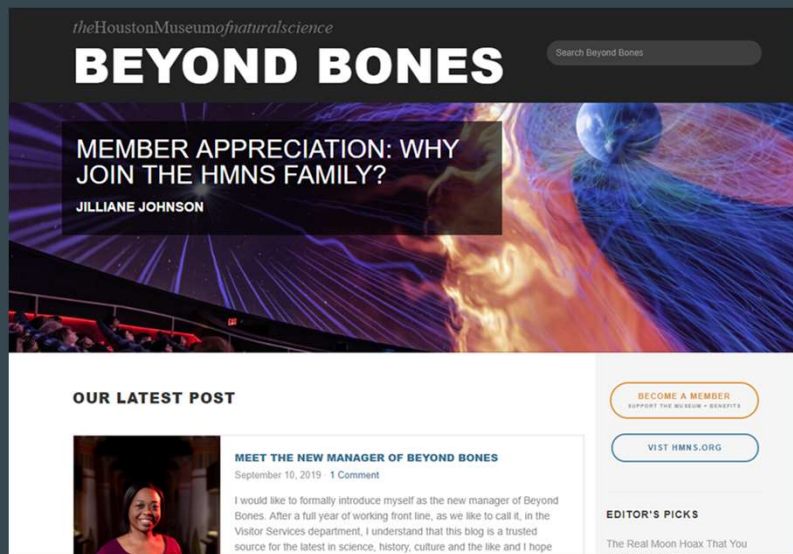 theHoustonMuseumofnaturalscience
BEYOND BONES
Search Beyond Bones
MEMBER APPRECIATION: WHY
JOIN THE HMNS FAMILY?
JILLIANE JOHNSON
OUR LATEST POST
MEET THE NEW MANAGER OF BEYOND BONES
September 10, 2019 · 1 Comment
I would like to formally introduce myself as the new manager of Beyond
Bones. After a full year of working front line, as we like to call it, in the
Visitor Services department, I understand that this blog is a trusted
source for the latest in science, history, culture and the like and I hope
BECOME A MEMBER
SUPPORT THE MUSEUM + BENEFITS
VIST HMNS.ORG
EDITOR'S PICKS
The Real Moon Hoax That You